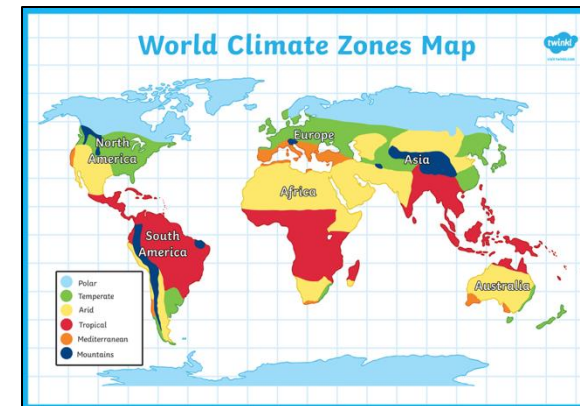 World Climate Zones Map
twinkl
North
America
Europe
Asia
Africa
South
America
Australia
Polar
Temperate
Arid
Tropical
Mediterranean
Mountains